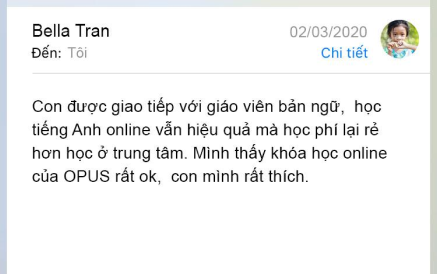 Bella Tran
02/03/2020
Đến: Tôi
Chi tiết
Con được giao tiếp với giáo viên bản ngữ, học
tiếng Anh online vẫn hiệu quả mà học phí lại rẻ
hơn học ở trung tâm. Mình thấy khóa học online
của OPUS rất ok, con mình rất thích.